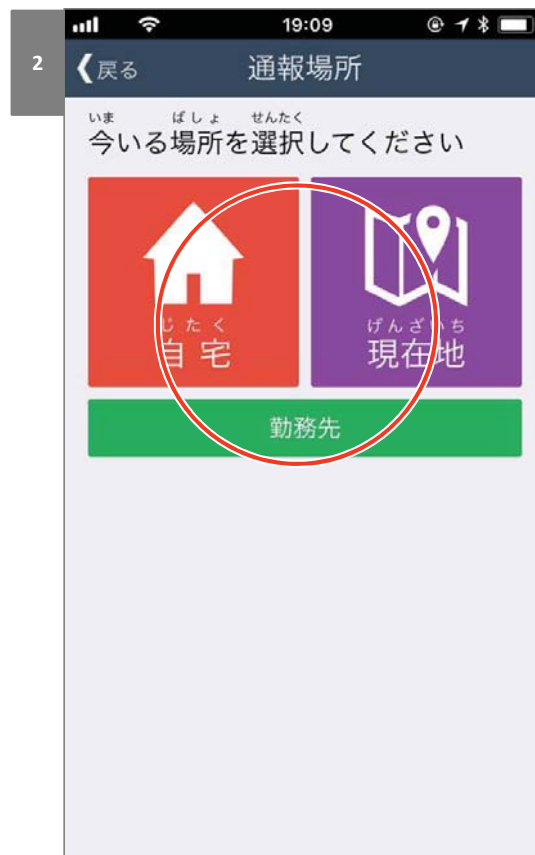 19:09
2
戻る
通報場所
いま ばしょ せんたく
今いる場所を選択してください
じたく
自宅
げんざいち
現在地
勤務先